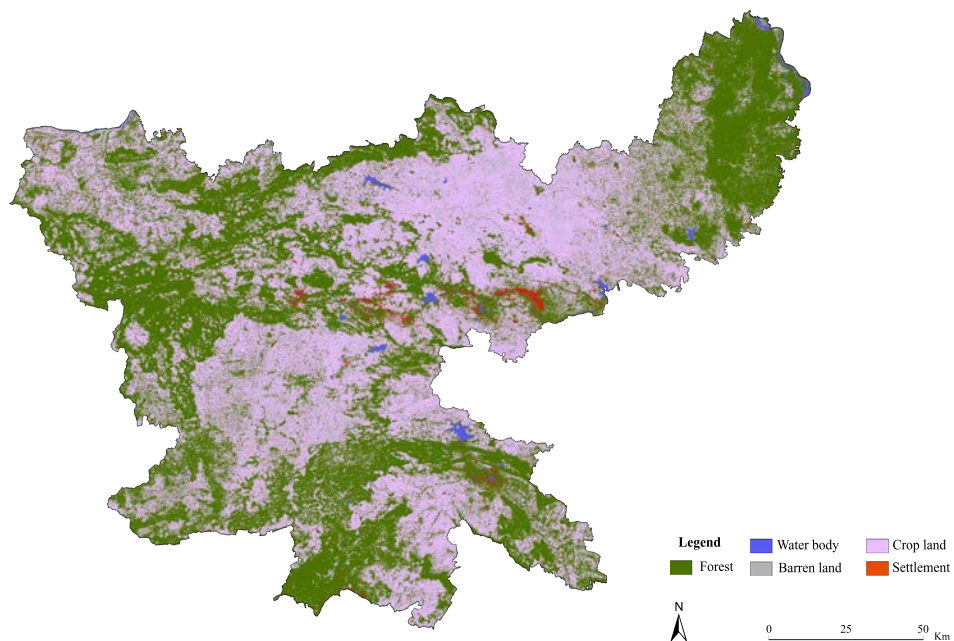 Legend
Water body
Crop land
Forest
Barren land
Settlement
N
0 25 50 Km